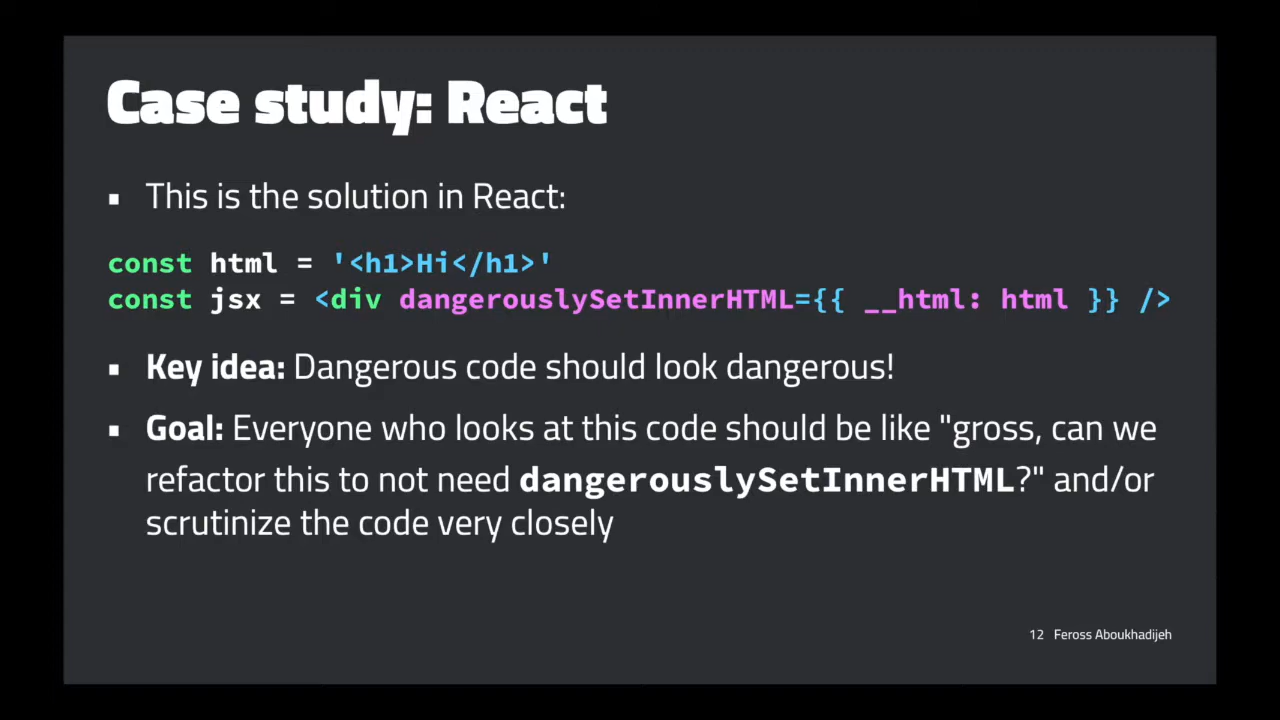 Case study: React
▪ This is the solution in React:
const html = '<h1>Hi</h1>'
const jsx = <div dangerouslySetInnerHTML={{ __html: html }} />
▪ Key idea: Dangerous code should look dangerous!
▪ Goal: Everyone who looks at this code should be like "gross, can we
refactor this to not need dangerouslySetInnerHTML?" and/or
scrutinize the code very closely
12 Feross Aboukhadijeh